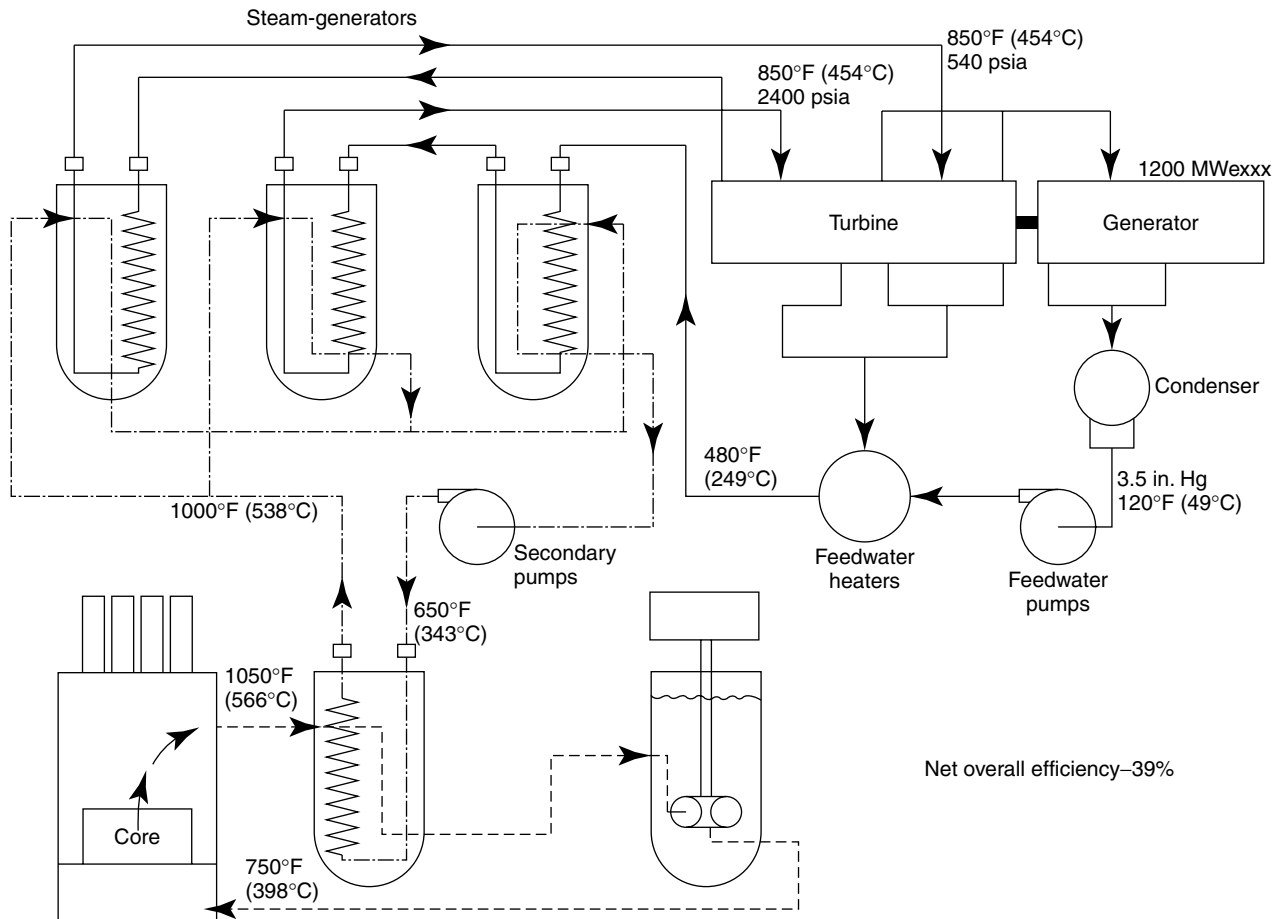 Steam-generators
850°F (454°C)
540 psia
850°F (454°C)
2400 psia
1200 MWexxx
Turbine
Generator
Condenser
480°F
(249°C)
3.5 in. Hg
120°F (49°C)
1000°F (538°C)
Secondary
pumps
Feedwater
heaters
Feedwater
pumps
650°F
(343°C)
1050°F
(566°C)
Net overall efficiency–39%
Core
750°F
(398°C)